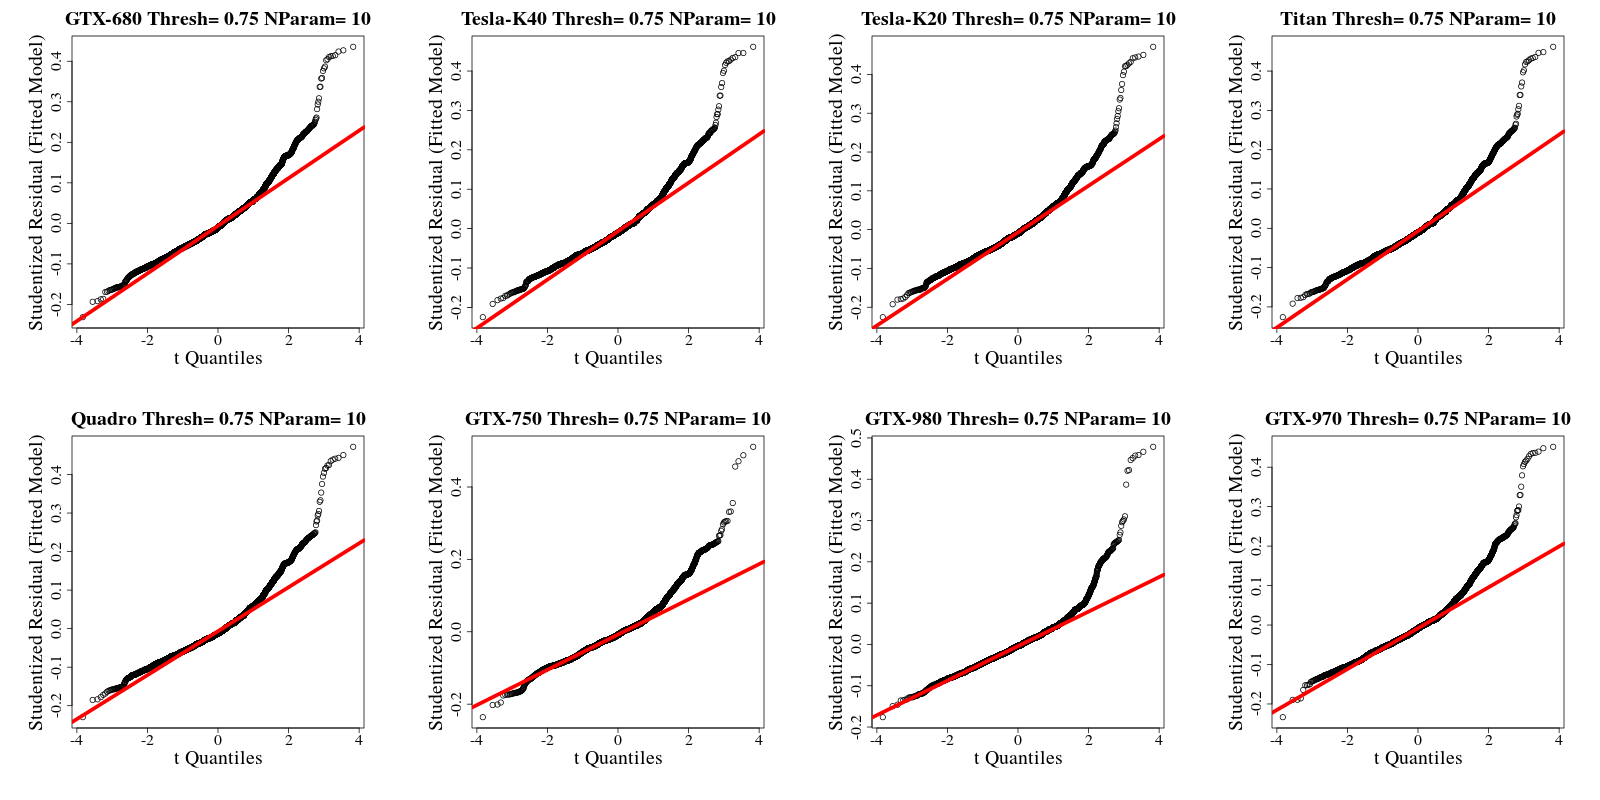 GTX-680 Thresh= 0.75 NParam= 10
Studentized Residual (Fitted Model)
-0.2 -0.1 0.0 0.1 0.2 0.3 0.4
-4 -2 0 2 4
t Quantiles
Tesla-K40 Thresh= 0.75 NParam= 10
Studentized Residual (Fitted Model)
-0.2 -0.1 0.0 0.1 0.2 0.3 0.4
-4 -2 0 2 4
t Quantiles
Tesla-K20 Thresh= 0.75 NParam= 10
Studentized Residual (Fitted Model)
-0.2 -0.1 0.0 0.1 0.2 0.3 0.4
-4 -2 0 2 4
t Quantiles
Titan Thresh= 0.75 NParam= 10
Studentized Residual (Fitted Model)
-0.2 -0.1 0.0 0.1 0.2 0.3 0.4
-4 -2 0 2 4
t Quantiles
Quadro Thresh= 0.75 NParam= 10
Studentized Residual (Fitted Model)
-0.2 -0.1 0.0 0.1 0.2 0.3 0.4
-4 -2 0 2 4
t Quantiles
GTX-750 Thresh= 0.75 NParam= 10
Studentized Residual (Fitted Model)
-0.2 0.0 0.2 0.4
-4 -2 0 2 4
t Quantiles
GTX-980 Thresh= 0.75 NParam= 10
Studentized Residual (Fitted Model)
-0.2 -0.1 0.0 0.1 0.2 0.3 0.4 0.5
-4 -2 0 2 4
t Quantiles
GTX-970 Thresh= 0.75 NParam= 10
Studentized Residual (Fitted Model)
-0.2 -0.1 0.0 0.1 0.2 0.3 0.4
-4 -2 0 2 4
t Quantiles